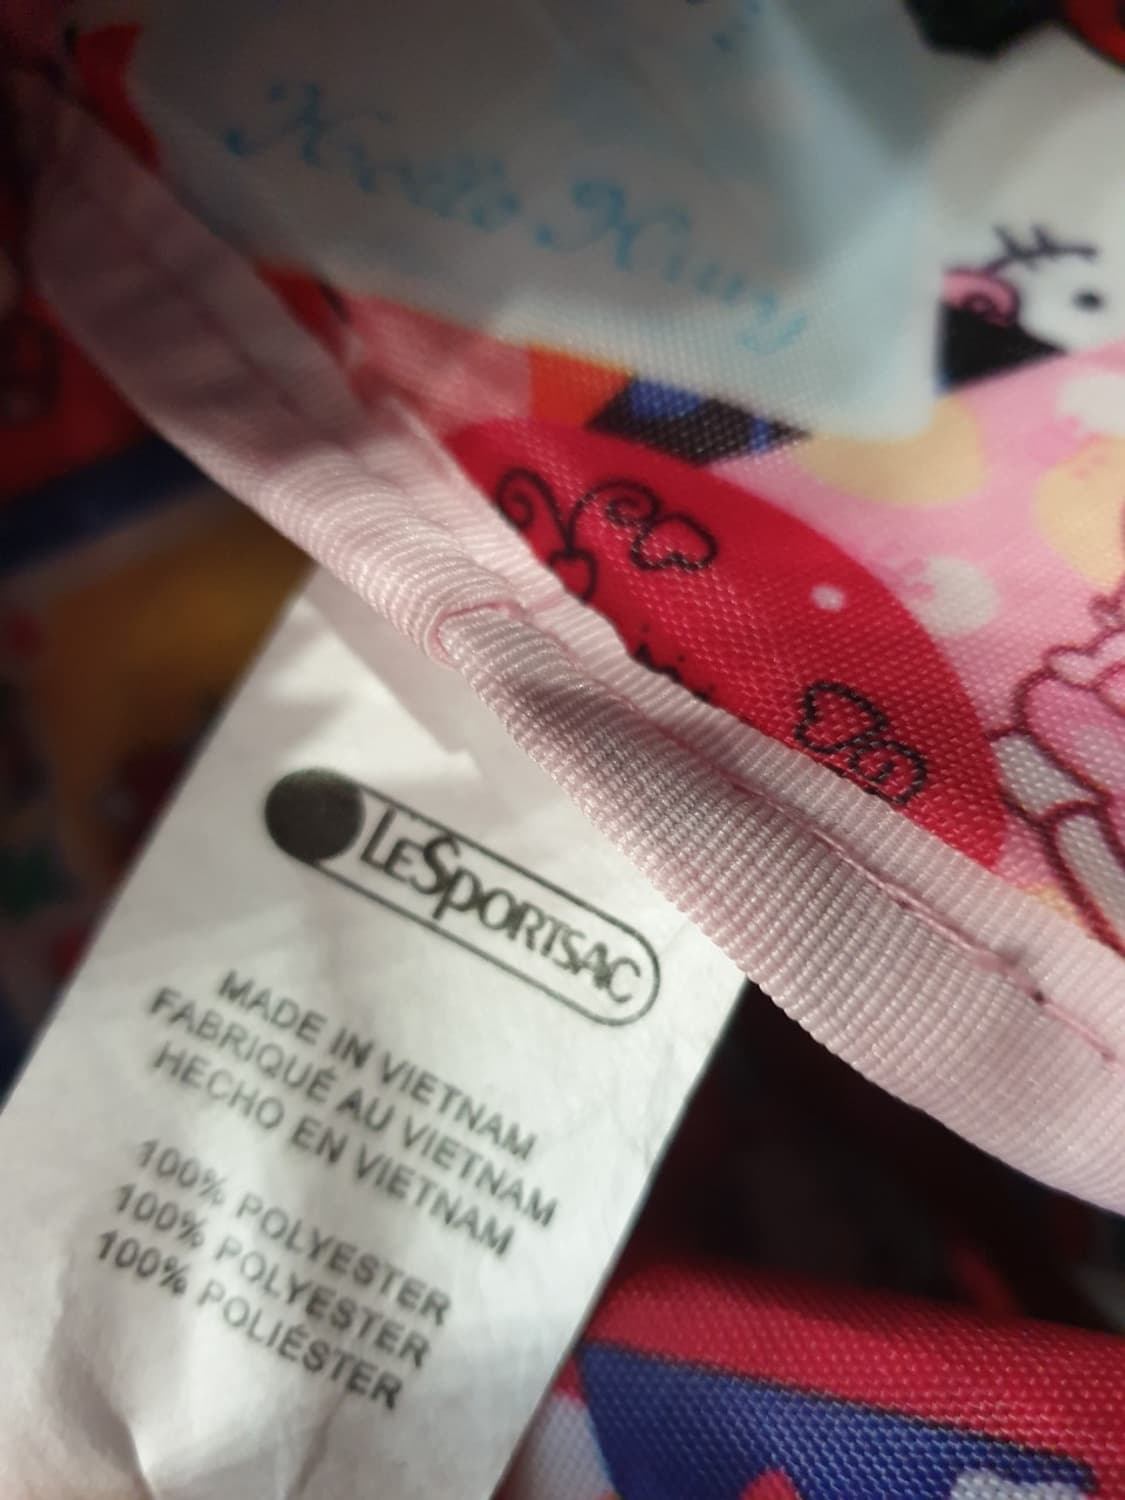 LESPORTSAC
MADE IN VIETNAM
FABRIQUÉ AU VIETNAM
HECHO EN VIETNAM
100% POLYESTER
100% POLYESTER
100% POLIÉSTER